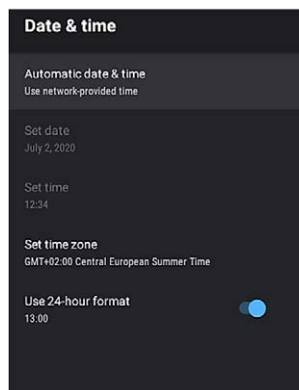 Date & time
Automatic date & time
Use network-provided time
Set date
July 2, 2020
Set time
12:34
Set time zone
GMT+02:00 Central European Summer Time
Use 24-hour format
13:00